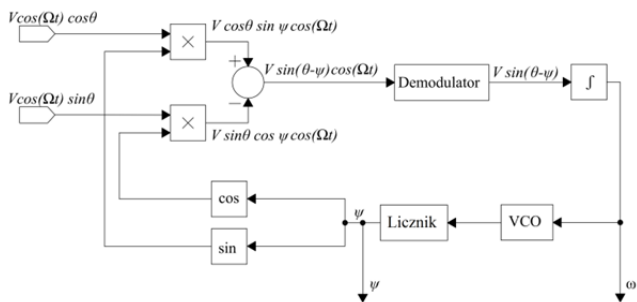 Vcos(Ωt) cosθ
V cosθ sin ψ cos(Ωt)
×
+
V sin(θ-ψ)cos(Ωt)
Demodulator
V sin(θ-ψ)
∫
−
Vcos(Ωt) sinθ
×
V sinθ cos ψ cos(Ωt)
cos
ψ
Licznik
VCO
sin
ψ
ω